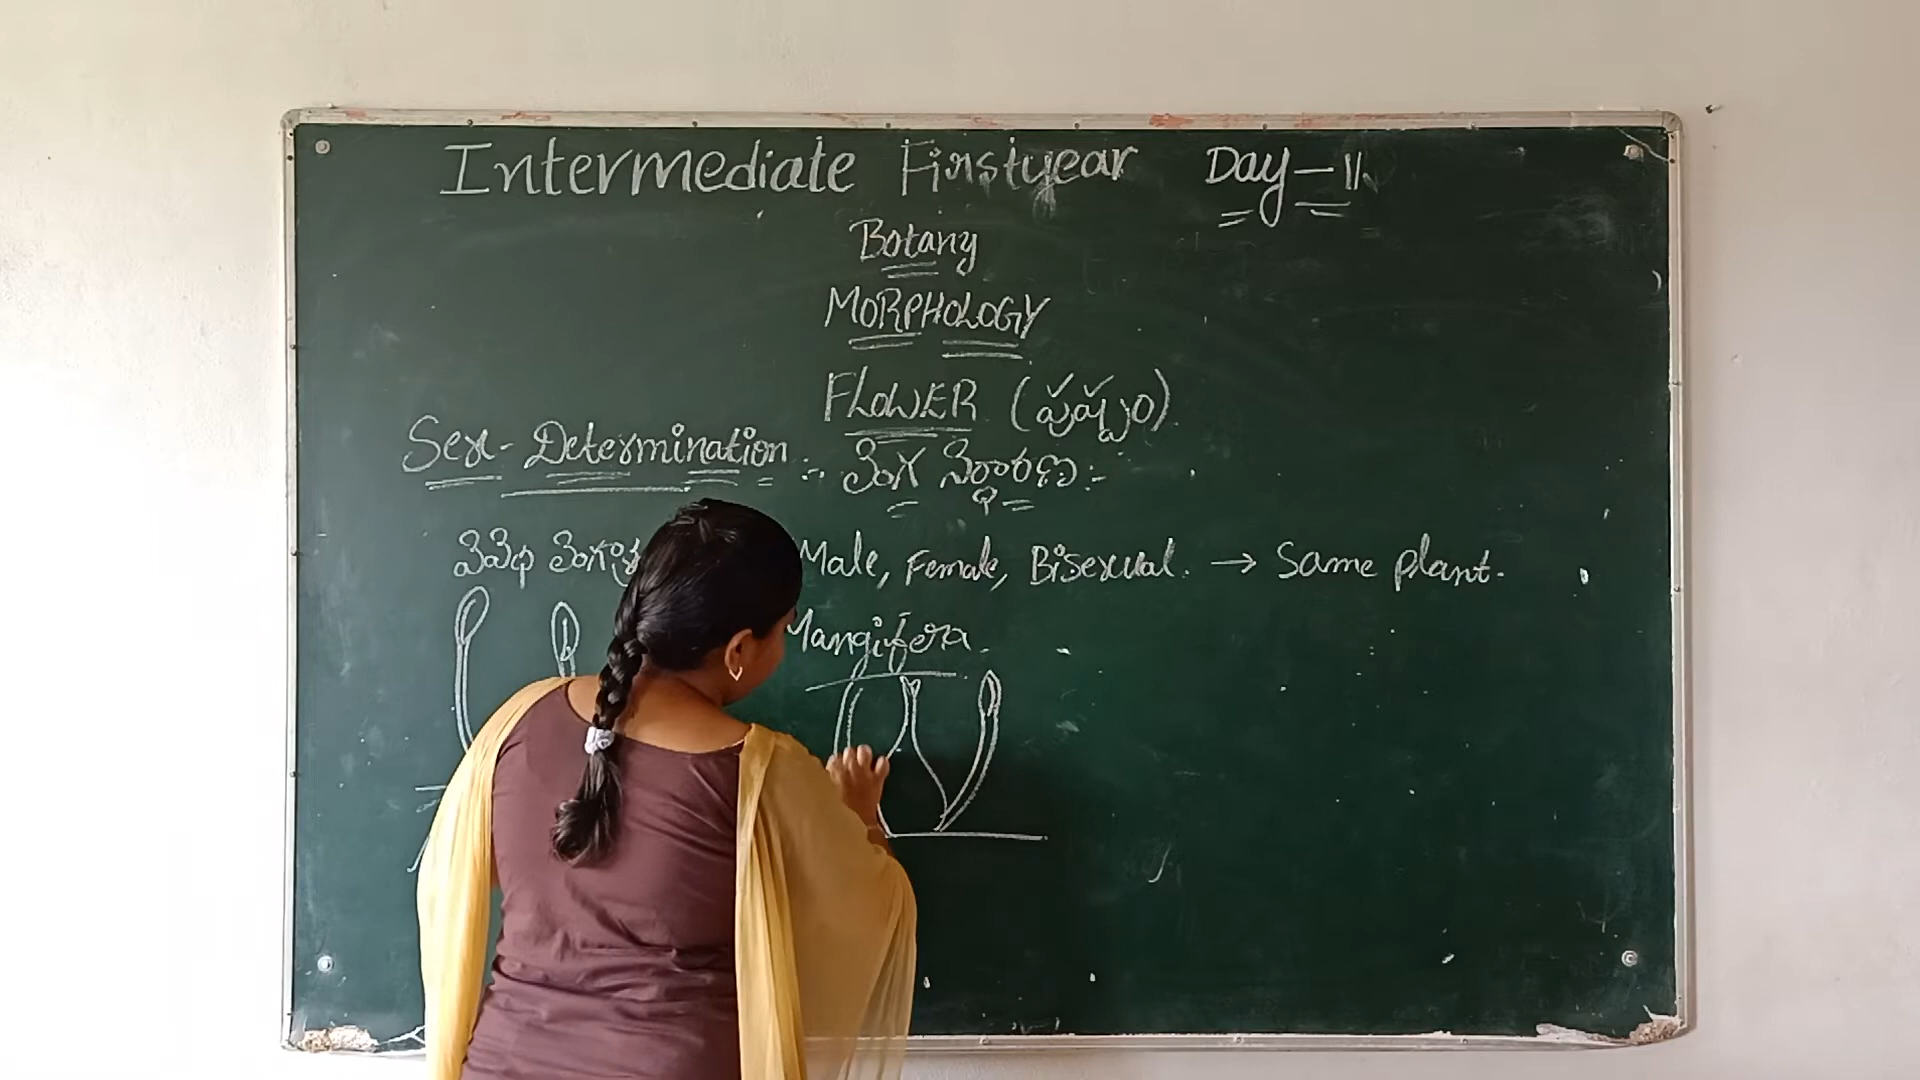 Intermediate Firstyear Day-11
Botany
MORPHOLOGY
FLOWER (పుష్పం)
Sex-Determination :- లింగ నిర్ధారణ :-
Male, Female, Bisexual. → Same plant.
Mangifera.